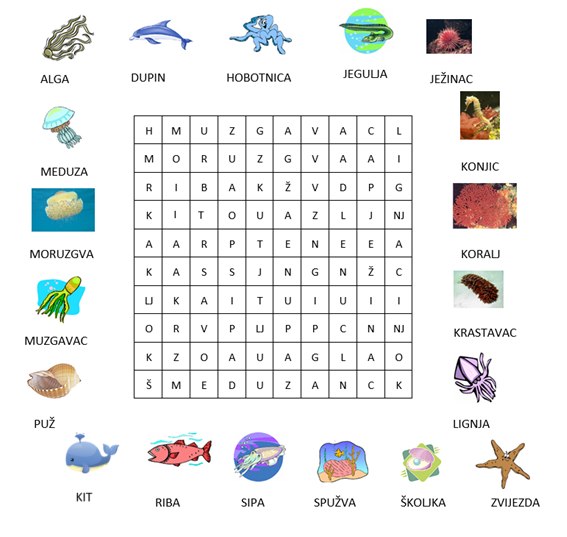 ALGA DUPIN HOBOTNICA JEGULJA JEŽINAC
MEDUZA
MORUZGVA
MUZGAVAC
PUŽ
H M U Z G A V A C L
M O R U Z G V A A I
R I B A K Ž V D P G
K I T O U A Z L J NJ
A A R P T E N E E A
K A S S J N G N Ž C
LJ K A I T U I U I I
O R V P LJ P P C N NJ
K Z O A U A G L A O
Š M E D U Z A N C K
KONJIC
KORALJ
KRASTAVAC
LIGNJA
KIT RIBA SIPA SPUŽVA ŠKOLJKA ZVIJEZDA